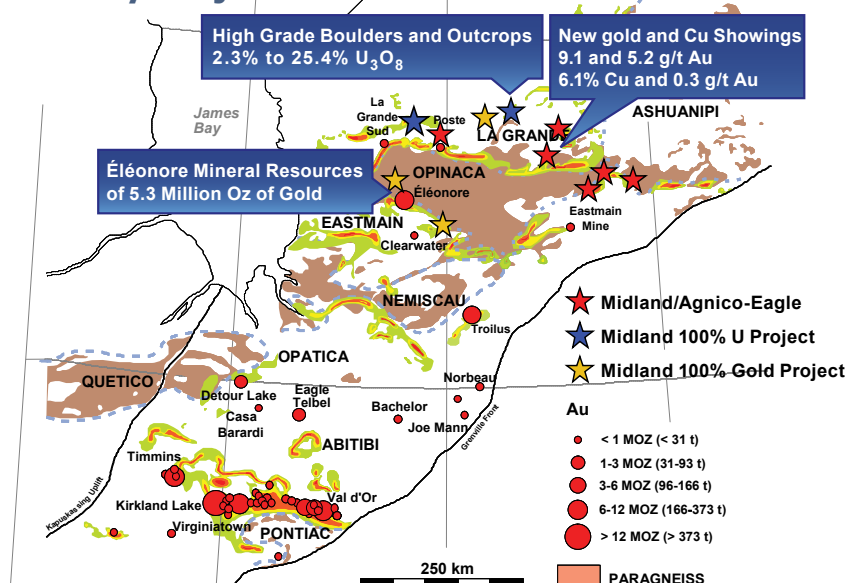 High Grade Boulders and Outcrops
2.3% to 25.4% U3O8
New gold and Cu Showings
9.1 and 5.2 g/t Au
6.1% Cu and 0.3 g/t Au
James
Bay
La
Grande
Sud
Poste
LA GRANDE
ASHUANIPI
Éléonore Mineral Resources
of 5.3 Million Oz of Gold
OPINACA
Éléonore
EASTMAIN
Clearwater
Eastmain
Mine
NEMISCAU
Troilus
Midland/Agnico-Eagle
Midland 100% U Project
Midland 100% Gold Project
OPATICA
QUETICO
Detour Lake
Casa
Barardi
Eagle
Telbel
Norbeau
Bachelor
Joe Mann
Grenville Front
ABITIBI
Timmins
Kapuskasing Uplift
Kirkland Lake
Virginiatown
Val d'Or
PONTIAC
Au
< 1 MOZ (< 31 t)
1-3 MOZ (31-93 t)
3-6 MOZ (96-166 t)
6-12 MOZ (166-373 t)
> 12 MOZ (> 373 t)
250 km
PARAGNEISS